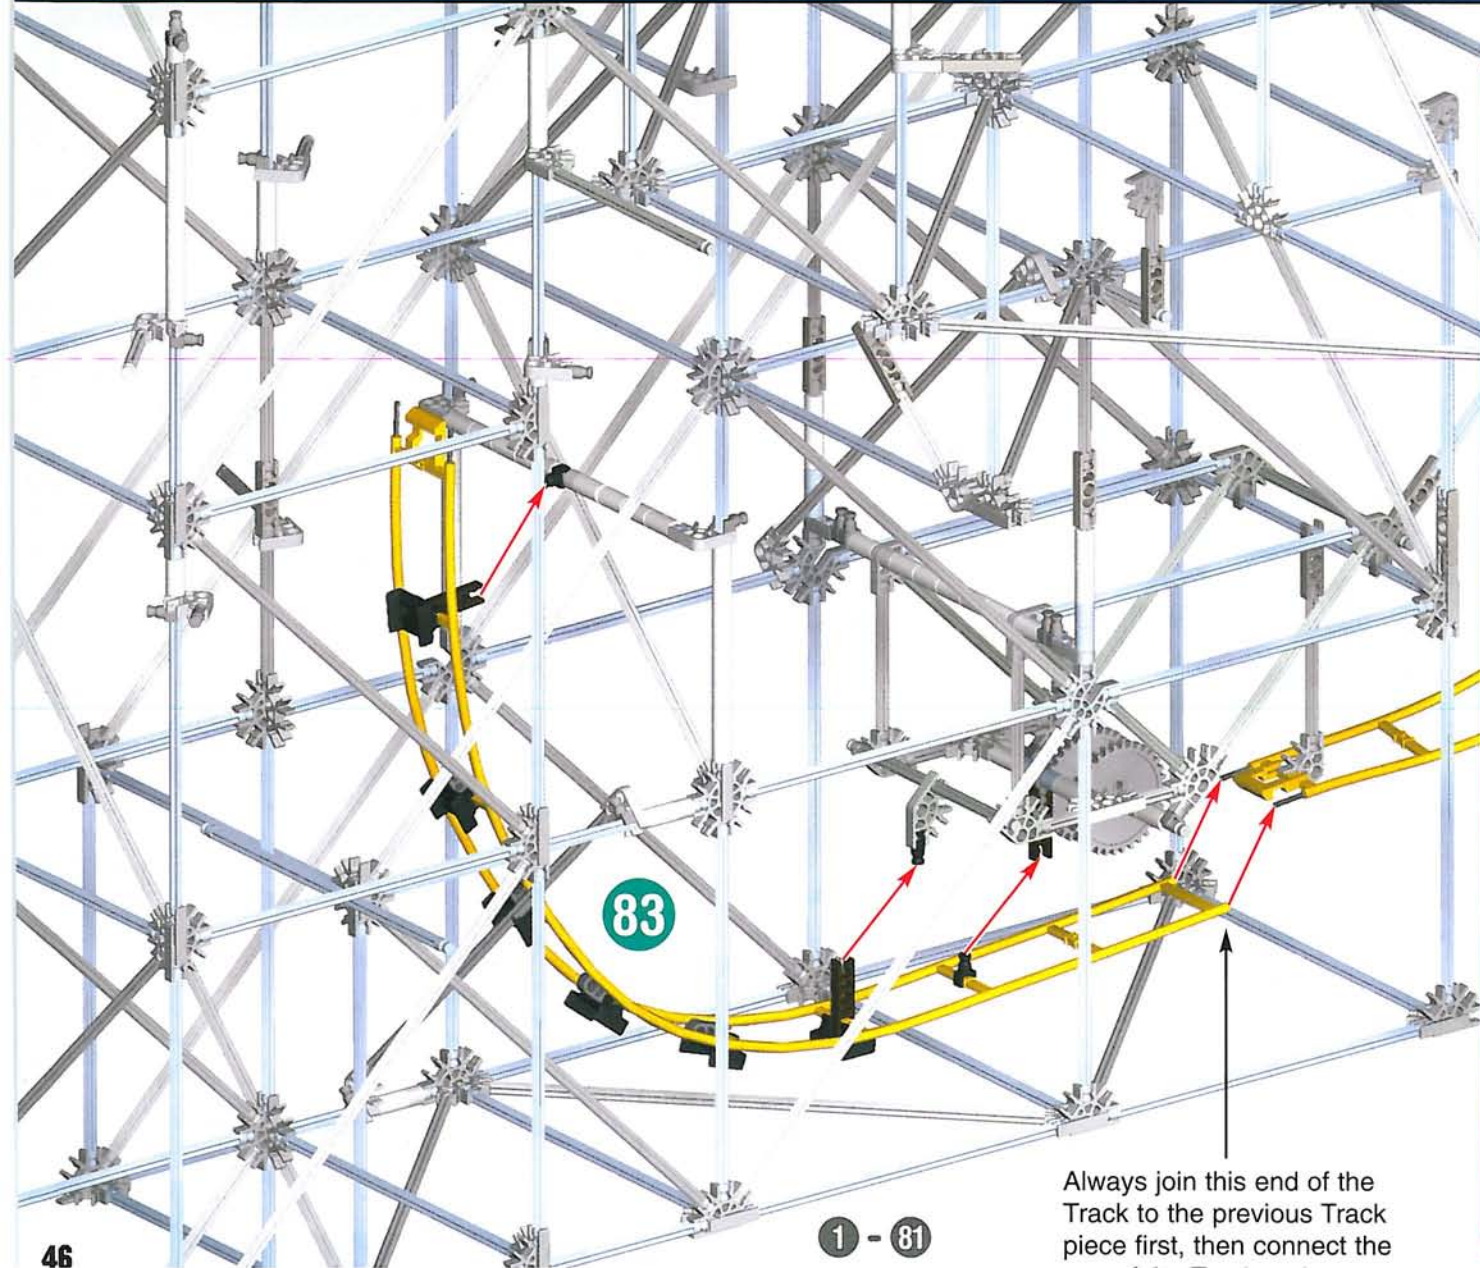 83
Always join this end of the
Track to the previous Track
piece first, then connect the
1 - 81
46